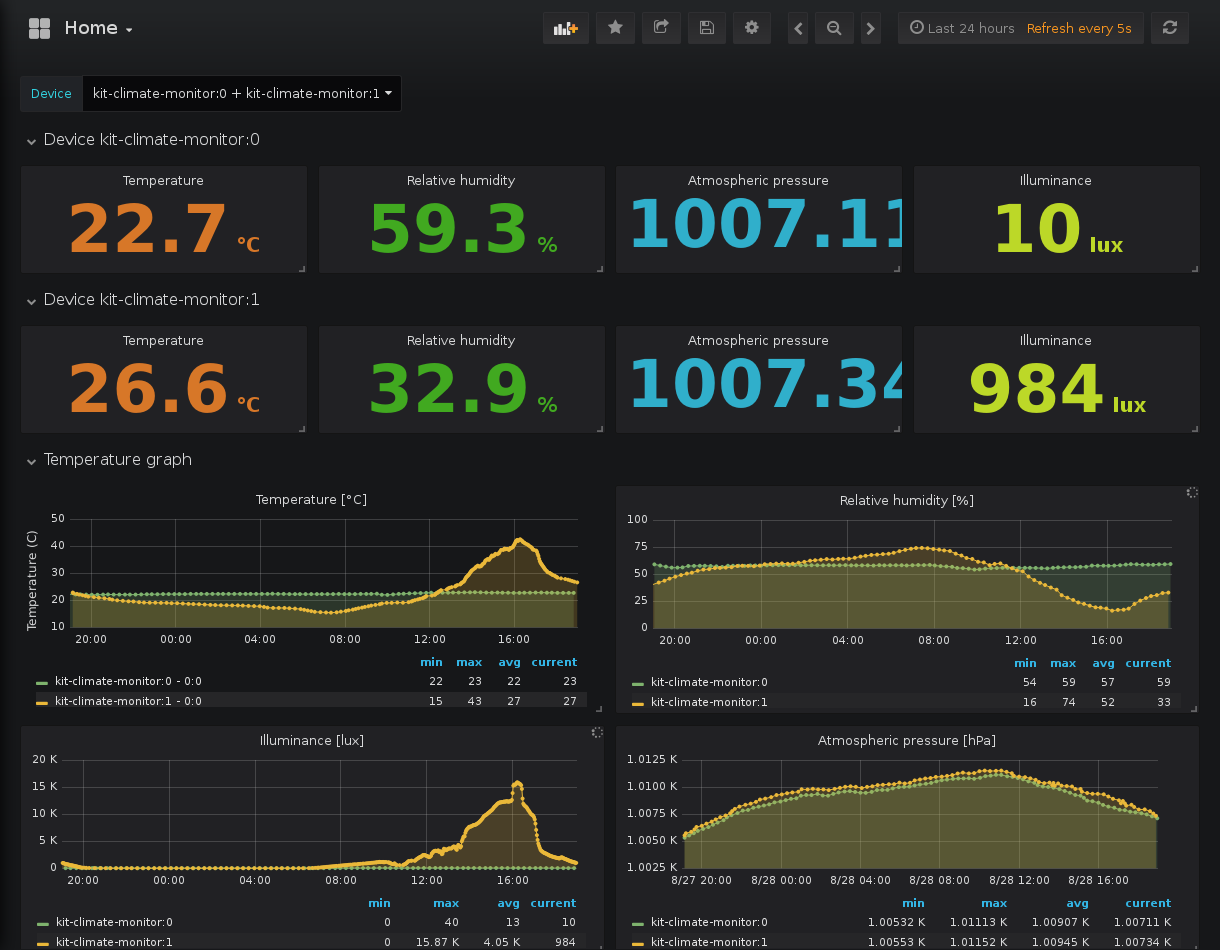 Home
Last 24 hours Refresh every 5s
Device kit-climate-monitor:0 + kit-climate-monitor:1
Device kit-climate-monitor:0
Temperature Relative humidity Atmospheric pressure Illuminance
22.7 °C 59.3 % 1007.11 10 lux
Device kit-climate-monitor:1
Temperature Relative humidity Atmospheric pressure Illuminance
26.6 °C 32.9 % 1007.34 984 lux
Temperature graph
Temperature [°C]
Temperature (C)
50
40
30
20
10
20:00 00:00 04:00 08:00 12:00 16:00
min max avg current
kit-climate-monitor:0 - 0:0 22 23 22 23
kit-climate-monitor:1 - 0:0 15 43 27 27
Relative humidity [%]
100
75
50
25
0
20:00 00:00 04:00 08:00 12:00 16:00
min max avg current
kit-climate-monitor:0 54 59 57 59
kit-climate-monitor:1 16 74 52 33
Illuminance [lux]
20 K
15 K
10 K
5 K
0
20:00 00:00 04:00 08:00 12:00 16:00
min max avg current
kit-climate-monitor:0 0 40 13 10
kit-climate-monitor:1 0 15.87 K 4.05 K 984
Atmospheric pressure [hPa]
1.0125 K
1.0100 K
1.0075 K
1.0050 K
1.0025 K
8/27 20:00 8/28 00:00 8/28 04:00 8/28 08:00 8/28 12:00 8/28 16:00
min max avg current
kit-climate-monitor:0 1.00532 K 1.01113 K 1.00907 K 1.00711 K
kit-climate-monitor:1 1.00553 K 1.01152 K 1.00945 K 1.00734 K